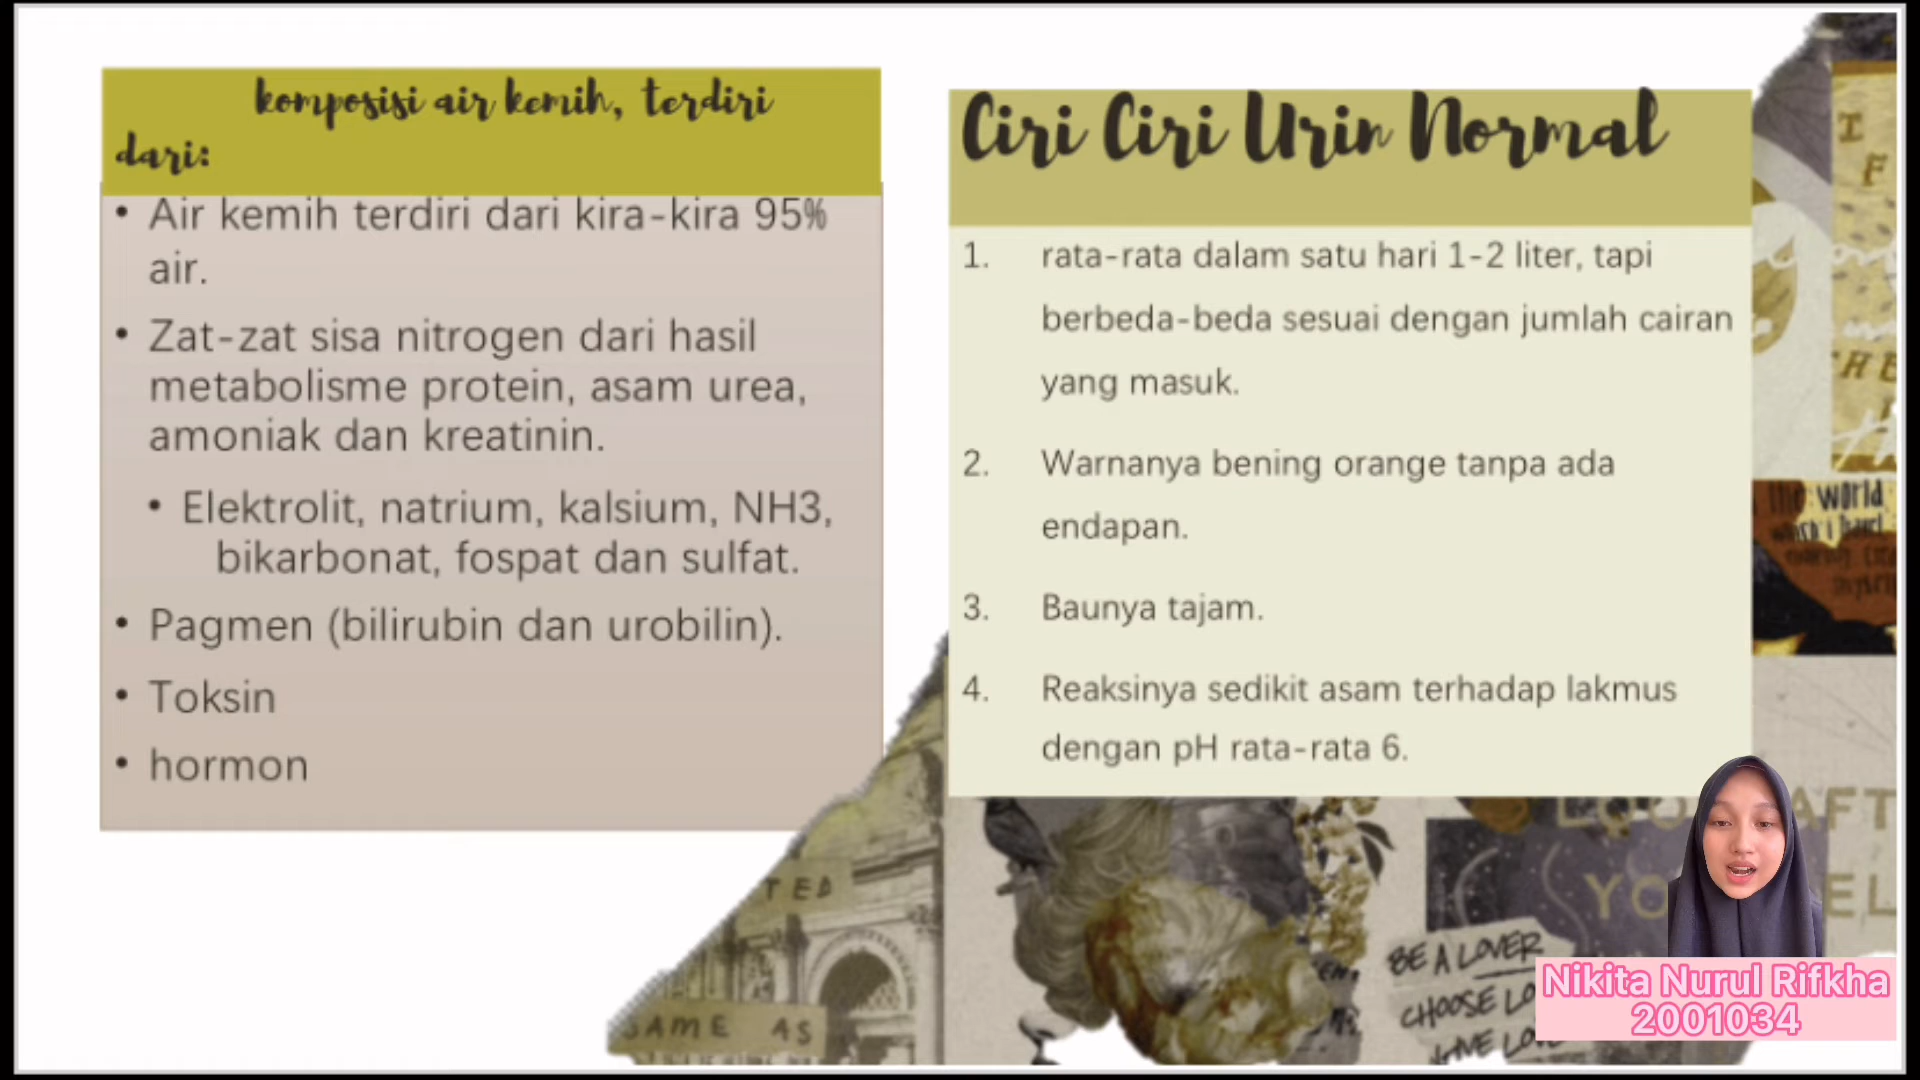 komposisi air kemih, terdiri
dari:
• Air kemih terdiri dari kira-kira 95%
air.
• Zat-zat sisa nitrogen dari hasil
metabolisme protein, asam urea,
amoniak dan kreatinin.
• Elektrolit, natrium, kalsium, NH3,
bikarbonat, fospat dan sulfat.
• Pagmen (bilirubin dan urobilin).
• Toksin
• hormon
Ciri Ciri Urin Normal
1. rata-rata dalam satu hari 1-2 liter, tapi
berbeda-beda sesuai dengan jumlah cairan
yang masuk.
2. Warnanya bening orange tanpa ada
endapan.
3. Baunya tajam.
4. Reaksinya sedikit asam terhadap lakmus
dengan pH rata-rata 6.
I
F
HE
the world
TED
SAME AS
BE A LOVER
CHOOSE LO
LO
Nikita Nurul Rifkha
2001034